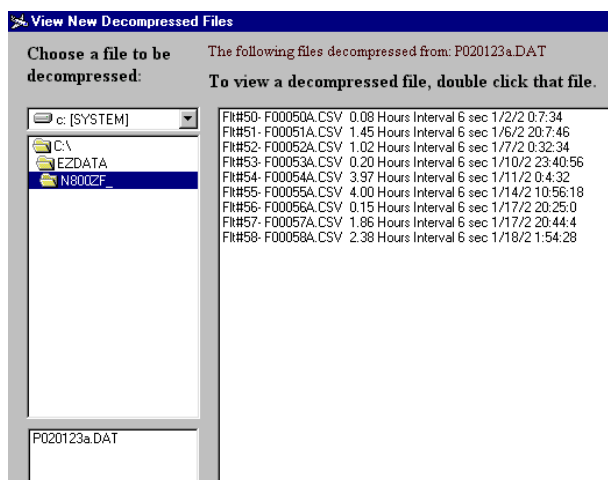 View New Decompressed Files
Choose a file to be
decompressed:
c: [SYSTEM]
C:\
EZDATA
N800ZF_
P020123a.DAT
The following files decompressed from: P020123a.DAT
To view a decompressed file, double click that file.
Flt#50- F00050A.CSV 0.08 Hours Interval 6 sec 1/2/2 0:7:34
Flt#51- F00051A.CSV 1.45 Hours Interval 6 sec 1/6/2 20:7:46
Flt#52- F00052A.CSV 1.02 Hours Interval 6 sec 1/7/2 0:32:34
Flt#53- F00053A.CSV 0.20 Hours Interval 6 sec 1/10/2 23:40:56
Flt#54- F00054A.CSV 3.97 Hours Interval 6 sec 1/11/2 0:4:32
Flt#55- F00055A.CSV 4.00 Hours Interval 6 sec 1/14/2 10:56:18
Flt#56- F00056A.CSV 0.15 Hours Interval 6 sec 1/17/2 20:25:0
Flt#57- F00057A.CSV 1.86 Hours Interval 6 sec 1/17/2 20:44:4
Flt#58- F00058A.CSV 2.38 Hours Interval 6 sec 1/18/2 1:54:28